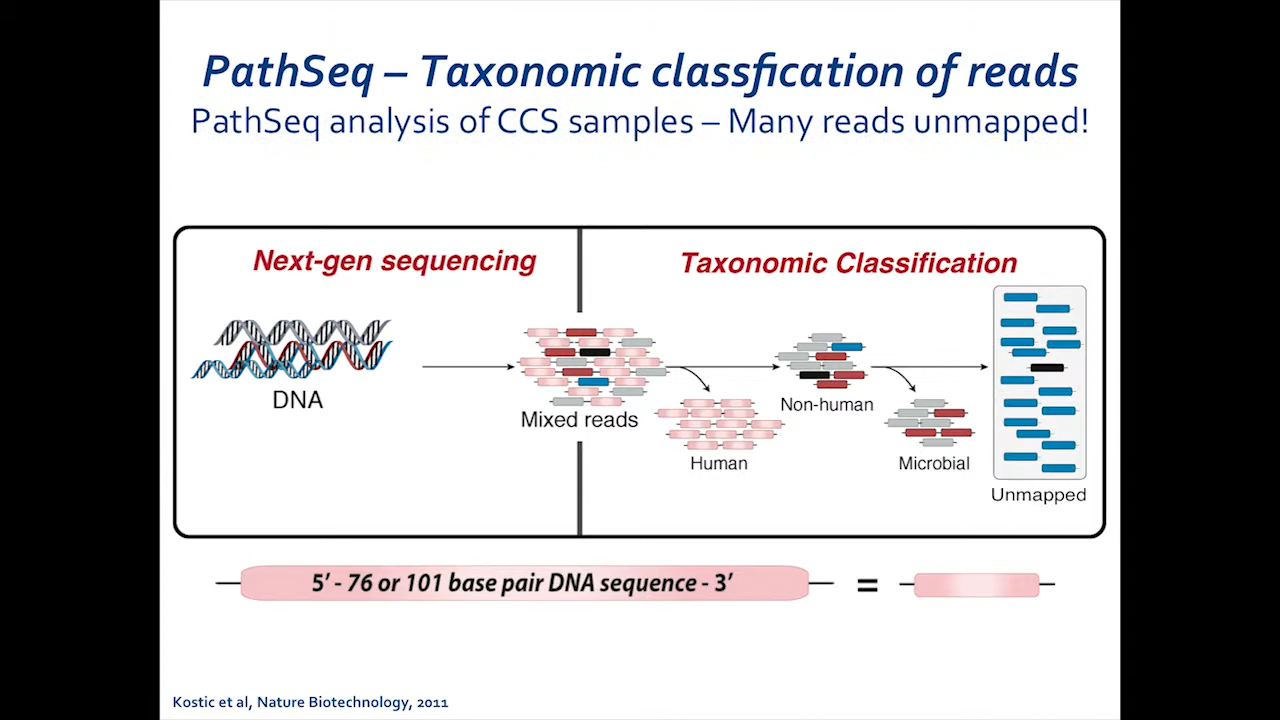 PathSeq – Taxonomic classfication of reads
PathSeq analysis of CCS samples – Many reads unmapped!
Next-gen sequencing
Taxonomic Classification
DNA
Mixed reads
Human
Non-human
Microbial
Unmapped
5′ - 76 or 101 base pair DNA sequence - 3′
=
Kostic et al, Nature Biotechnology, 2011